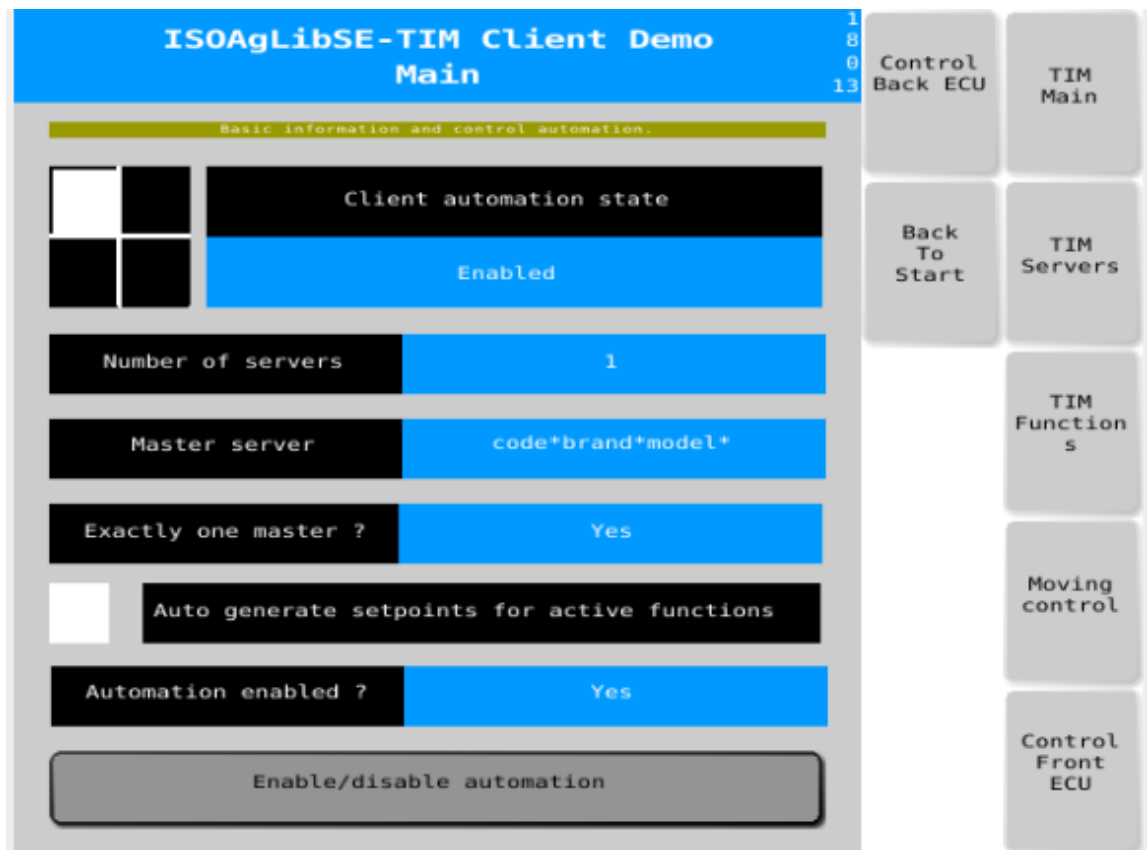 ISOAgLibSE-TIM Client Demo
Main
1
8
0
13
Basic information and control automation.
Client automation state
Enabled
Number of servers
1
Master server
code*brand*model*
Exactly one master ?
Yes
Auto generate setpoints for active functions
Automation enabled ?
Yes
Enable/disable automation
Control
Back ECU
Back
To
Start
TIM
Main
TIM
Servers
TIM
Function
s
Moving
control
Control
Front
ECU